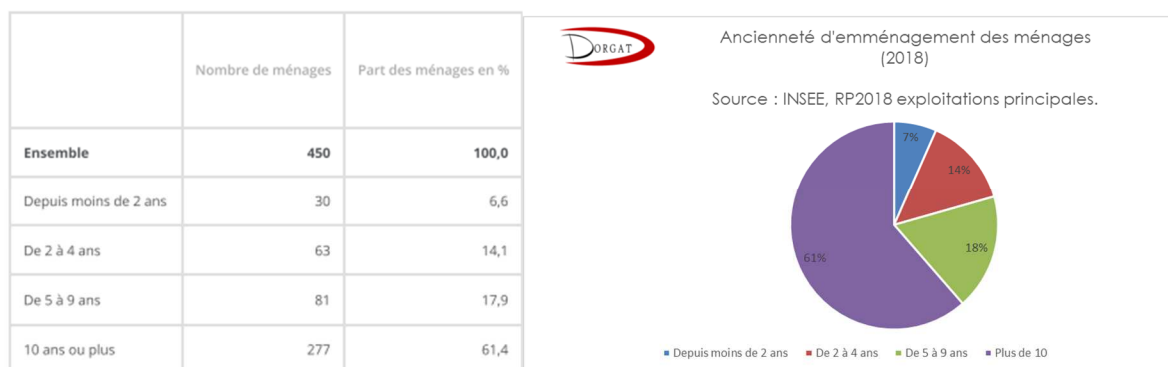 Nombre de ménages Part des ménages en %
Ensemble 450 100,0
Depuis moins de 2 ans 30 6,6
De 2 à 4 ans 63 14,1
De 5 à 9 ans 81 17,9
10 ans ou plus 277 61,4
DORGAT
Ancienneté d'emménagement des ménages
(2018)
Source : INSEE, RP2018 exploitations principales.
7%
14%
18%
61%
Depuis moins de 2 ans De 2 à 4 ans De 5 à 9 ans Plus de 10